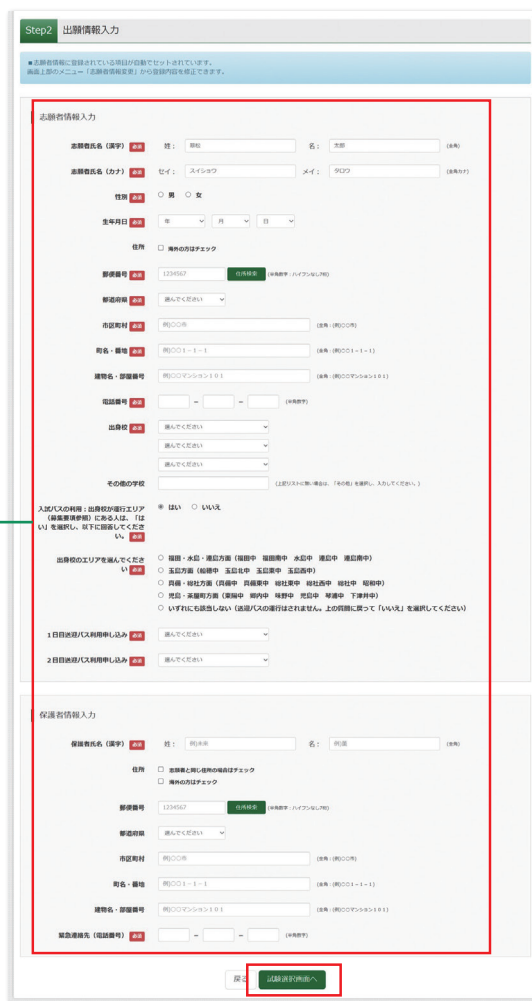 Step2 出願情報入力
■志願者情報に登録されている項目が自動でセットされています。
画面上部のメニュー「志願者情報変更」から登録内容を修正できます。
志願者情報入力
志願者氏名(漢字) 必須 姓: 名: 太郎 (全角)
志願者氏名(カナ) 必須 セイ: スイショウ メイ: タロウ (全角カナ)
性別 必須 男 女
生年月日 必須 年 月 日
住所 海外の方はチェック
郵便番号 必須 1234567 住所検索 (半角数字:ハイフンなし7桁)
都道府県 必須 選んでください
市区町村 必須 例)○○市 (全角:(例)○○市)
町名・番地 必須 例)○○1-1-1 (全角:(例)○○1-1-1)
建物名・部屋番号 例)○○マンション101 (全角:(例)○○マンション101)
電話番号 必須 - - (半角数字)
出身校 必須 選んでください
選んでください
選んでください
その他の学校 (上記リストに無い場合は、「その他」を選択し、入力してください。)
入試バスの利用:出身校が運行エリア
(募集要項参照)にある人は、「は
い」を選択し、以下に回答してくださ
い。 必須 はい いいえ
出身校のエリアを選んでくださ
い 必須 福田・水島・連島方面(福田中 福田南中 水島中 連島中 連島南中)
玉島方面(船穂中 玉島北中 玉島東中 玉島西中)
真備・総社方面(真備中 真備東中 総社東中 総社西中 総社中 昭和中)
児島・茶屋町方面(東陽中 郷内中 味野中 児島中 琴浦中 下津井中)
いずれにも該当しない(送迎バスの運行はされません。上の質問に戻って「いいえ」を選択してください)
1日目送迎バス利用申し込み 必須 選んでください
2日目送迎バス利用申し込み 必須 選んでください
保護者情報入力
保護者氏名(漢字) 必須 姓: 例)未来 名: 例)薗 (全角)
住所 志願者と同じ住所の場合はチェック
海外の方はチェック
郵便番号 1234567 住所検索 (半角数字:ハイフンなし7桁)
都道府県 選んでください
市区町村 例)○○市 (全角:(例)○○市)
町名・番地 例)○○1-1-1 (全角:(例)○○1-1-1)
建物名・部屋番号 例)○○マンション101 (全角:(例)○○マンション101)
緊急連絡先(電話番号) 必須 - - (半角数字)
戻る 試験選択画面へ